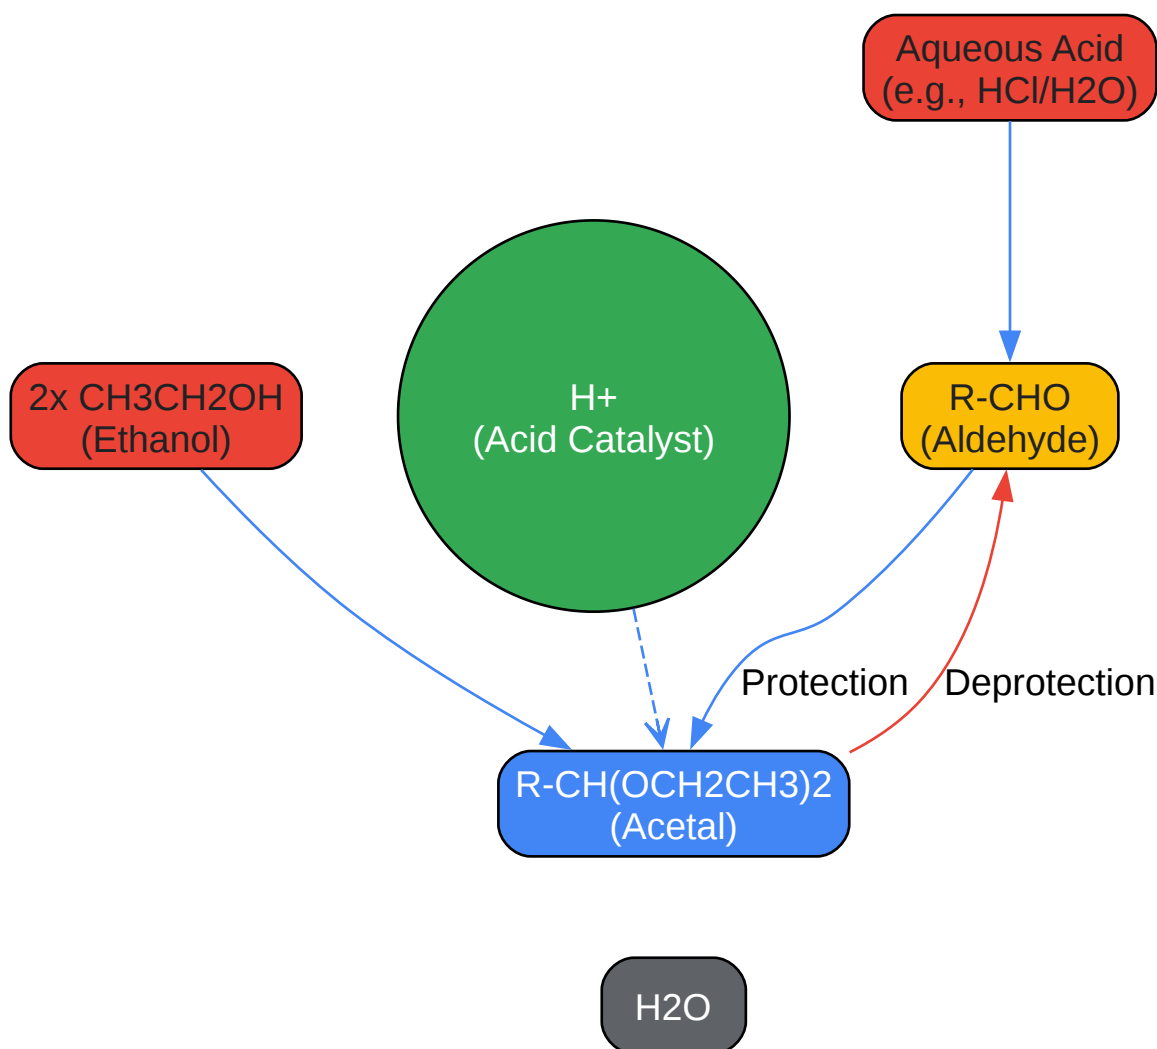 Aqueous Acid
(e.g., HCl/H2O)
2x CH3CH2OH
(Ethanol)
H+
(Acid Catalyst)
R-CHO
(Aldehyde)
Protection
Deprotection
R-CH(OCH2CH3)2
(Acetal)
H2O